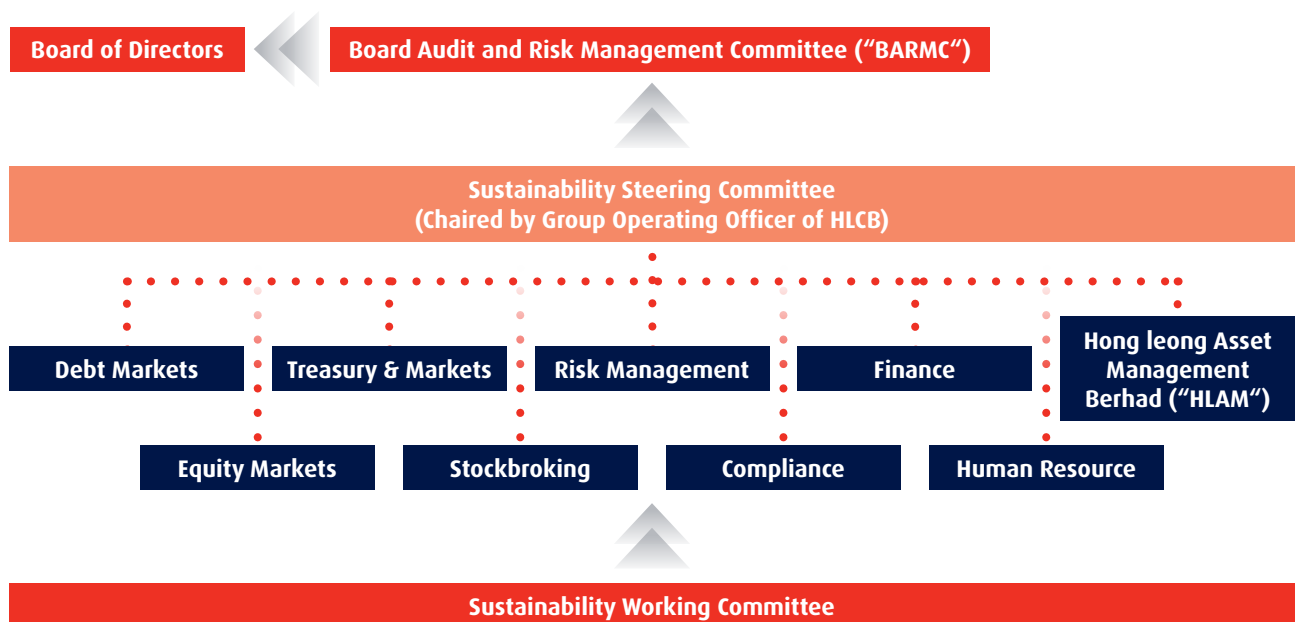 Board of Directors
Board Audit and Risk Management Committee (“BARMC“)
Sustainability Steering Committee
(Chaired by Group Operating Officer of HLCB)
Debt Markets
Treasury & Markets
Risk Management
Finance
Hong leong Asset
Management
Berhad (“HLAM“)
Equity Markets
Stockbroking
Compliance
Human Resource
Sustainability Working Committee